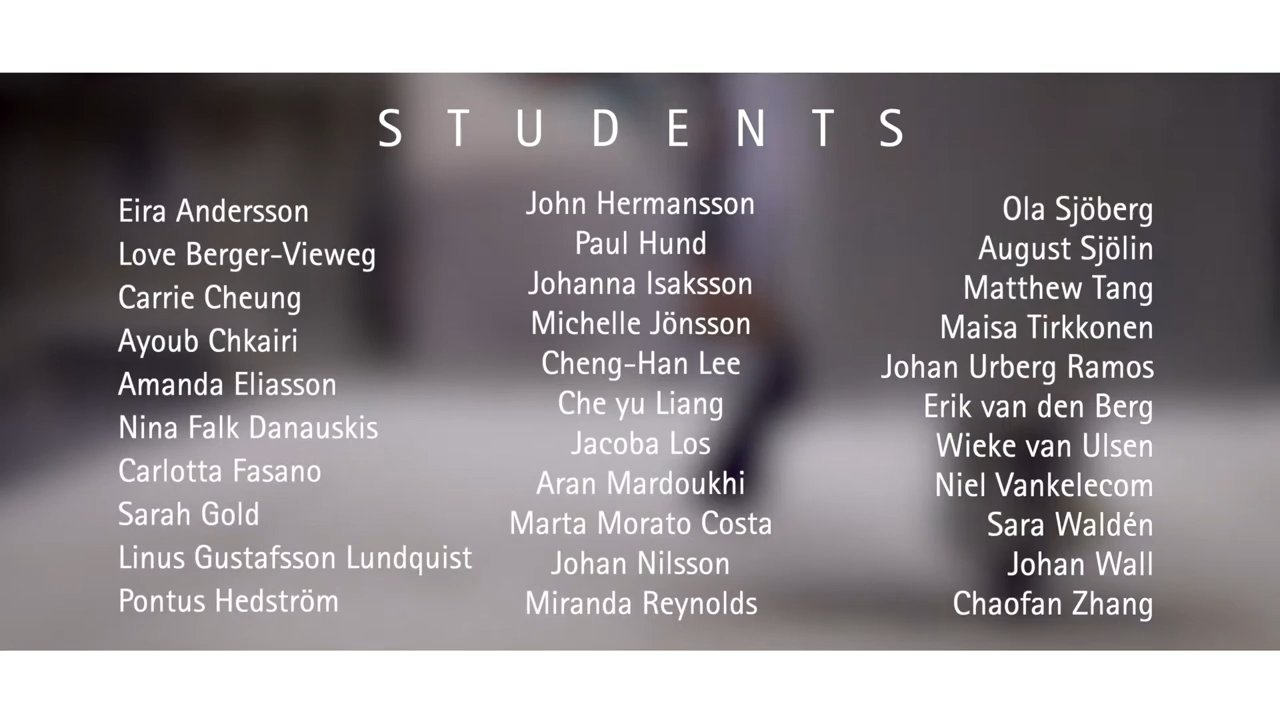 STUDENTS
Eira Andersson
Love Berger-Vieweg
Carrie Cheung
Ayoub Chkairi
Amanda Eliasson
Nina Falk Danauskis
Carlotta Fasano
Sarah Gold
Linus Gustafsson Lundquist
Pontus Hedström
John Hermansson
Paul Hund
Johanna Isaksson
Michelle Jönsson
Cheng-Han Lee
Che yu Liang
Jacoba Los
Aran Mardoukhi
Marta Morato Costa
Johan Nilsson
Miranda Reynolds
Ola Sjöberg
August Sjölin
Matthew Tang
Maisa Tirkkonen
Johan Urberg Ramos
Erik van den Berg
Wieke van Ulsen
Niel Vankelecom
Sara Waldén
Johan Wall
Chaofan Zhang